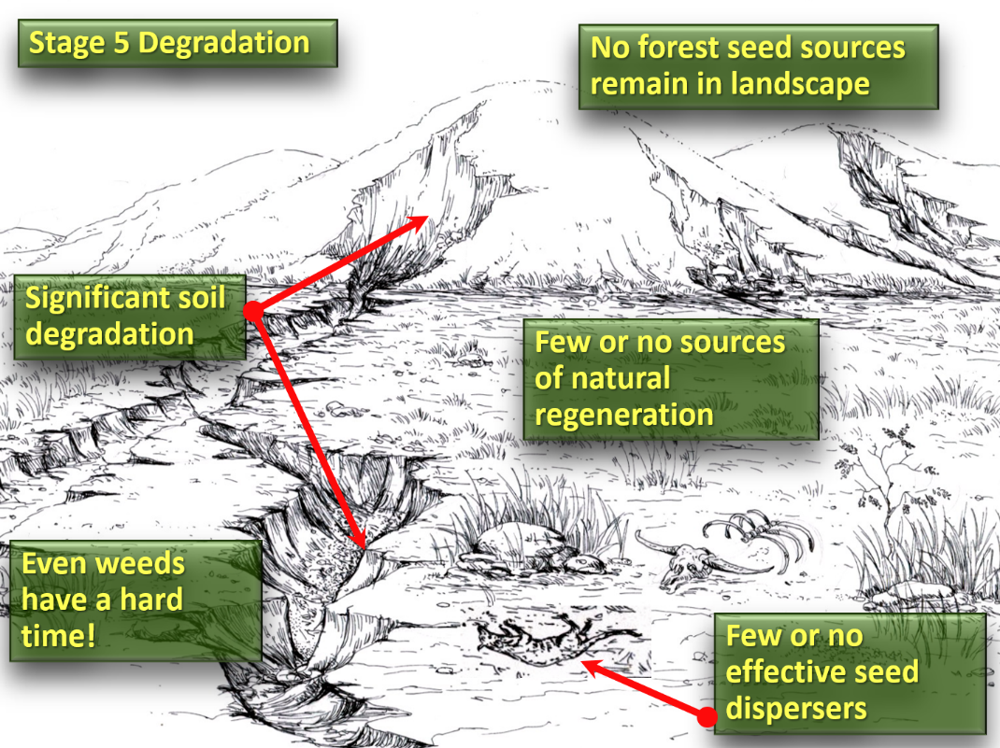 Stage 5 Degradation
No forest seed sources
remain in landscape
Significant soil
degradation
Few or no sources
of natural
regeneration
Even weeds
have a hard
time!
Few or no
effective seed
dispersers